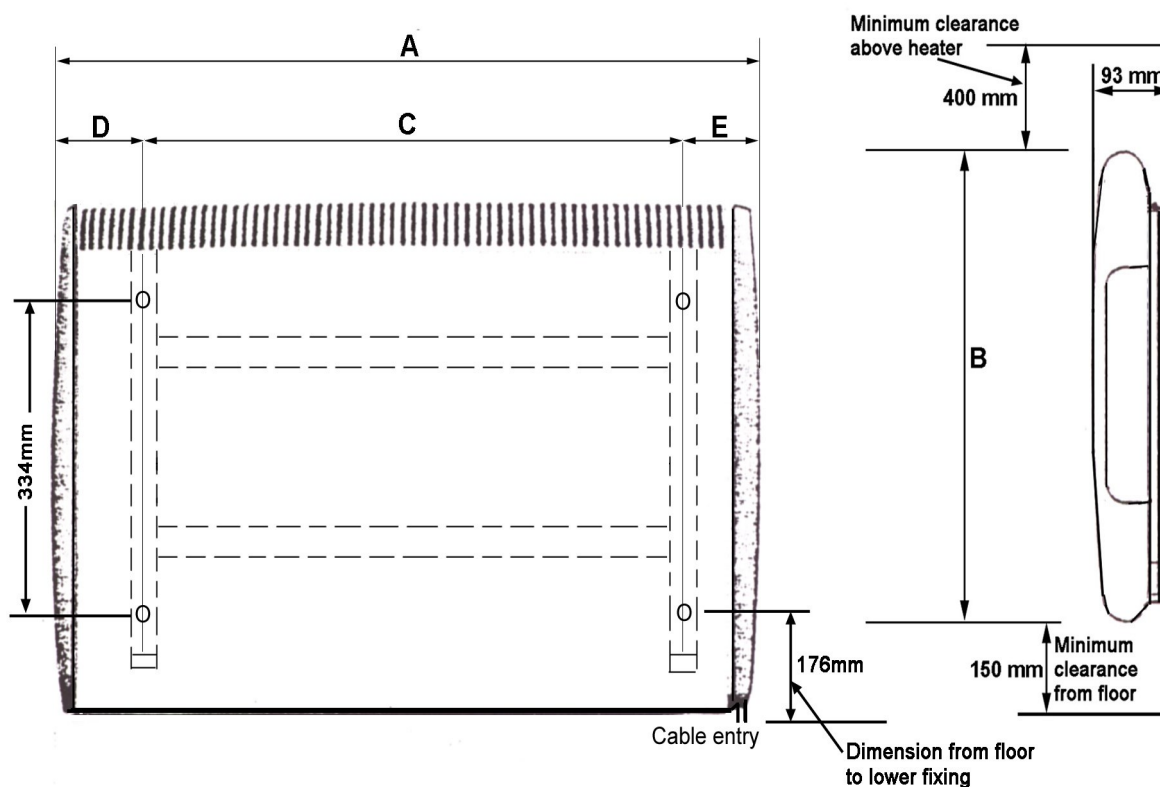 A
D
C
E
334mm
176mm
Cable entry
Dimension from floor
to lower fixing
Minimum clearance
above heater
400 mm
93 mm
B
150 mm
Minimum
clearance
from floor